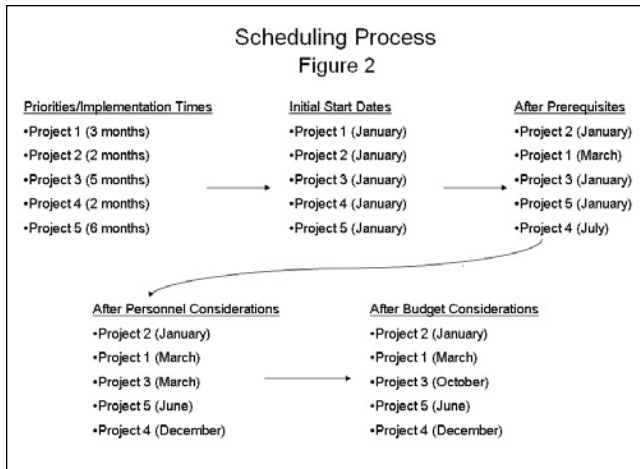 Scheduling Process
Figure 2
Priorities/Implementation Times
•Project 1 (3 months)
•Project 2 (2 months)
•Project 3 (5 months)
•Project 4 (2 months)
•Project 5 (6 months)
Initial Start Dates
•Project 1 (January)
•Project 2 (January)
•Project 3 (January)
•Project 4 (January)
•Project 5 (January)
After Prerequisites
•Project 2 (January)
•Project 1 (March)
•Project 3 (January)
•Project 5 (January)
•Project 4 (July)
After Personnel Considerations
•Project 2 (January)
•Project 1 (March)
•Project 3 (March)
•Project 5 (June)
•Project 4 (December)
After Budget Considerations
•Project 2 (January)
•Project 1 (March)
•Project 3 (October)
•Project 5 (June)
•Project 4 (December)